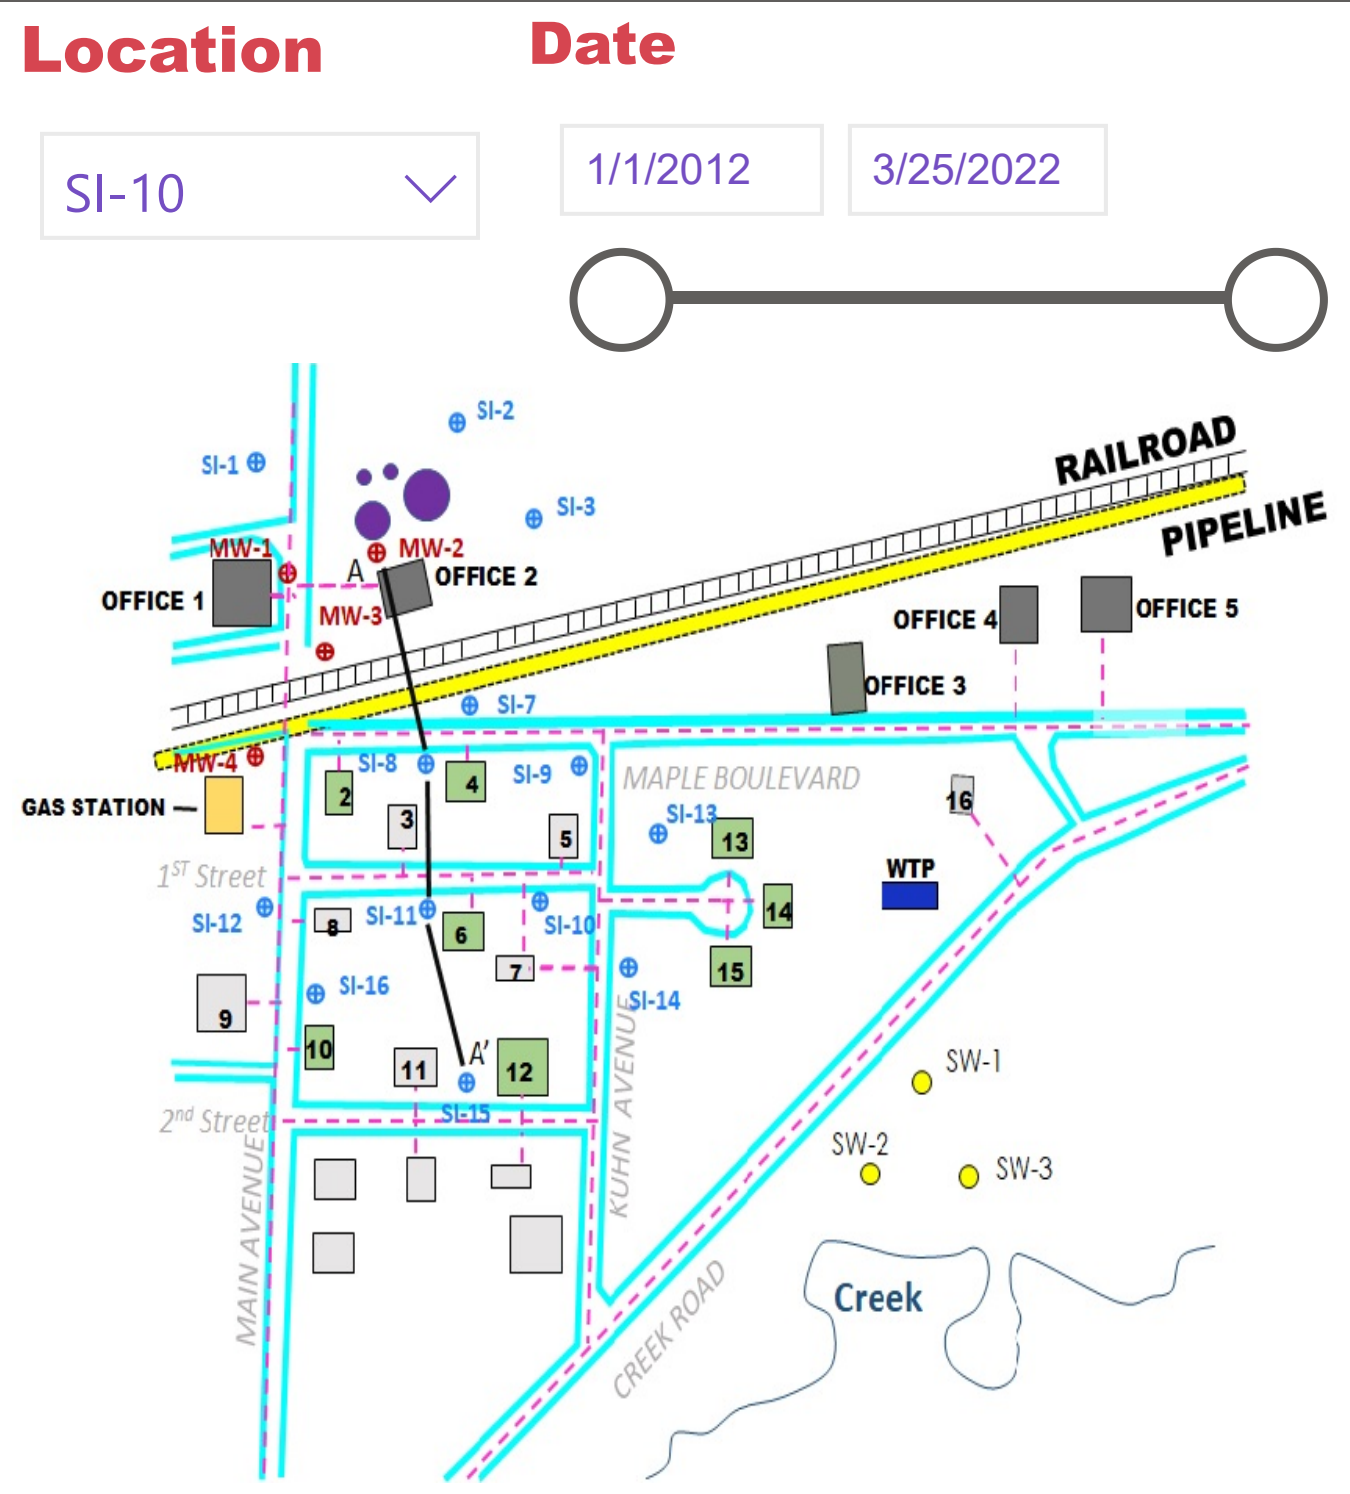 Location
Date
SI-10
1/1/2012
3/25/2022
SI-2
RAILROAD
SI-1
SI-3
PIPELINE
MW-1
MW-2
A
OFFICE 2
OFFICE 1
MW-3
OFFICE 4
OFFICE 5
OFFICE 3
SI-7
MW-4
SI-8
SI-9
MAPLE BOULEVARD
2
4
16
GAS STATION
3
SI-13
5
13
1ST Street
WTP
SI-12
SI-11
8
6
SI-10
14
7
15
SI-16
SI-14
9
10
11
A'
12
SW-1
2nd Street
SI-15
KUHN AVENUE
SW-2
SW-3
MAIN AVENUE
Creek
CREEK ROAD